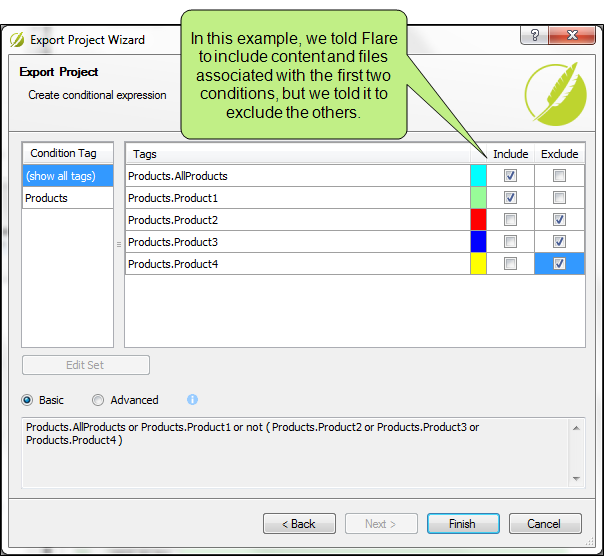 Export Project Wizard
?
Export Project
Create conditional expression
In this example, we told Flare
to include content and files
associated with the first two
conditions, but we told it to
exclude the others.
Condition Tag
(show all tags)
Products
Tags Include Exclude
Products.AllProducts
Products.Product1
Products.Product2
Products.Product3
Products.Product4
Edit Set
Basic Advanced
Products.AllProducts or Products.Product1 or not ( Products.Product2 or Products.Product3 or
Products.Product4 )
< Back Next > Finish Cancel